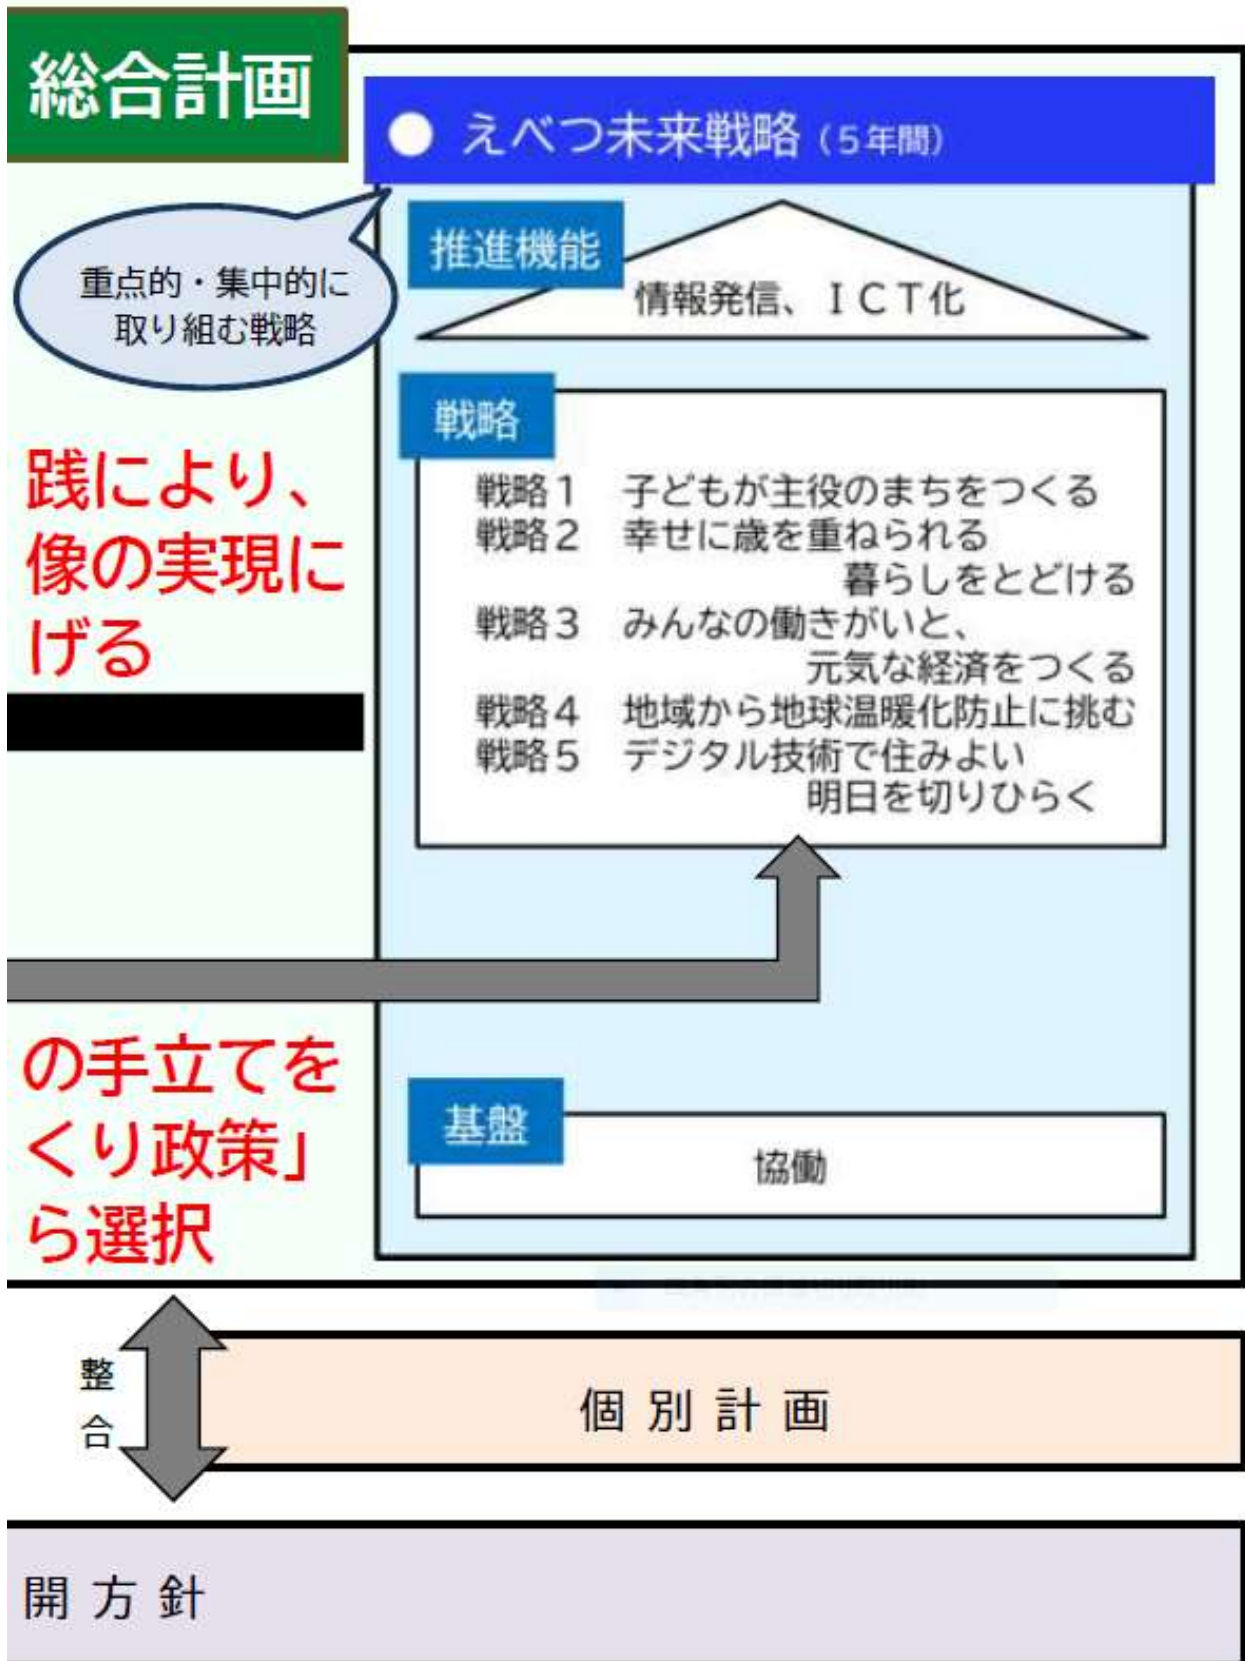 総合計画
● えべつ未来戦略（５年間）
推進機能
重点的・集中的に
取り組む戦略
情報発信、ＩＣＴ化
戦略
戦略１　子どもが主役のまちをつくる
戦略２　幸せに歳を重ねられる
暮らしをとどける
戦略３　みんなの働きがいと、
元気な経済をつくる
戦略４　地域から地球温暖化防止に挑む
戦略５　デジタル技術で住みよい
明日を切りひらく
践により、
像の実現に
げる
の手立てを
くり政策」
ら選択
基盤
協働
整
合
個別計画
開方針